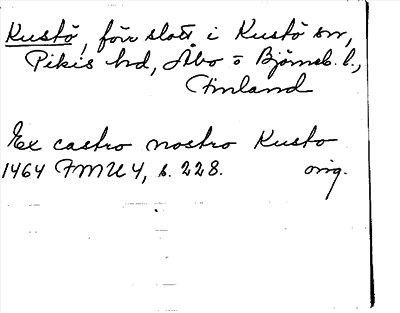 Kustö, förr slott i Kustö sn,
Pikis hd, Åbo o Björneb. l.,
Finland
Ex castro nostro Kusto
1464 FMU 4, s. 228. orig.